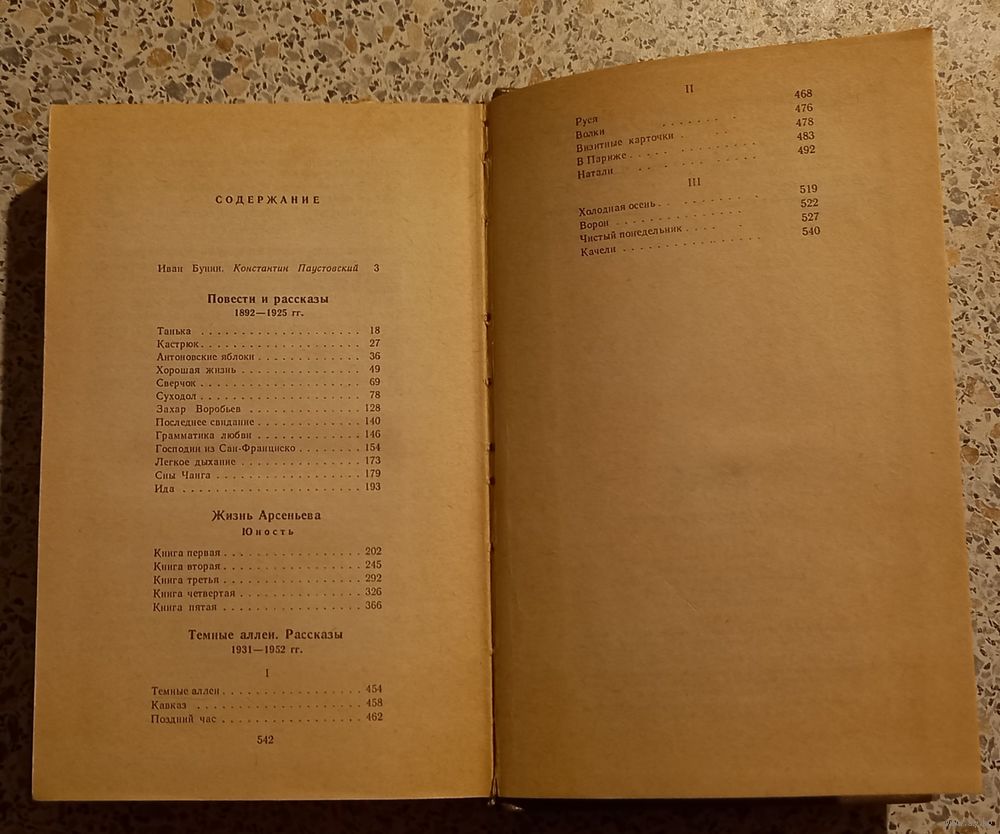 СОДЕРЖАНИЕ
Иван Бунин. Константин Паустовский 3
Повести и рассказы
1892—1925 гг.
Танька . . . . . . . . . . . . . . . . . . . . 18
Кастрюк . . . . . . . . . . . . . . . . . . . 27
Антоновские яблоки . . . . . . . . . . . . 36
Хорошая жизнь . . . . . . . . . . . . . . 49
Сверчок . . . . . . . . . . . . . . . . . . . 69
Суходол . . . . . . . . . . . . . . . . . . . 78
Захар Воробьев . . . . . . . . . . . . . 128
Последнее свидание . . . . . . . . . . . 140
Грамматика любви . . . . . . . . . . . . 146
Господин из Сан-Франциско . . . . . . . 154
Легкое дыхание . . . . . . . . . . . . . . 173
Сны Чанга . . . . . . . . . . . . . . . . . 179
Ида . . . . . . . . . . . . . . . . . . . . . 193
Жизнь Арсеньева
Юность
Книга первая . . . . . . . . . . . . . . . 202
Книга вторая . . . . . . . . . . . . . . . 245
Книга третья . . . . . . . . . . . . . . . 292
Книга четвертая . . . . . . . . . . . . . 326
Книга пятая . . . . . . . . . . . . . . . . 366
Темные аллеи. Рассказы
1931—1952 гг.
I
Темные аллеи . . . . . . . . . . . . . . . 454
Кавказ . . . . . . . . . . . . . . . . . . . 458
Поздний час . . . . . . . . . . . . . . . . 462
542
II
Руся . . . . . . 468
Волки . . . . . . 476
Визитные карточки . . . . 478
В Париже . . . . . . . . . . 483
Натали . . . . . . . . . . 492
III
Холодная осень . . . . . . . . 519
Ворон . . . . . . . . . . 522
Чистый понедельник . . . . . 527
Качели . . . . . . . . . . . 540